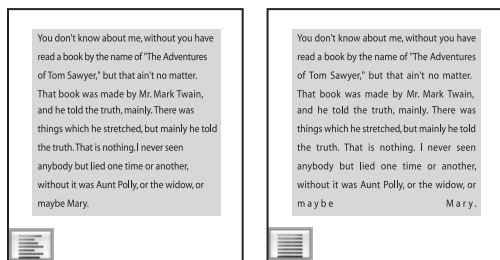 You don't know about me, without you have
read a book by the name of "The Adventures
of Tom Sawyer," but that ain't no matter.
That book was made by Mr. Mark Twain,
and he told the truth, mainly. There was
things which he stretched, but mainly he told
the truth. That is nothing. I never seen
anybody but lied one time or another,
without it was Aunt Polly, or the widow, or
maybe Mary.
You don't know about me, without you have
read a book by the name of "The Adventures
of Tom Sawyer," but that ain't no matter.
That book was made by Mr. Mark Twain,
and he told the truth, mainly. There was
things which he stretched, but mainly he told
the truth. That is nothing. I never seen
anybody but lied one time or another,
without it was Aunt Polly, or the widow, or
maybe Mary.